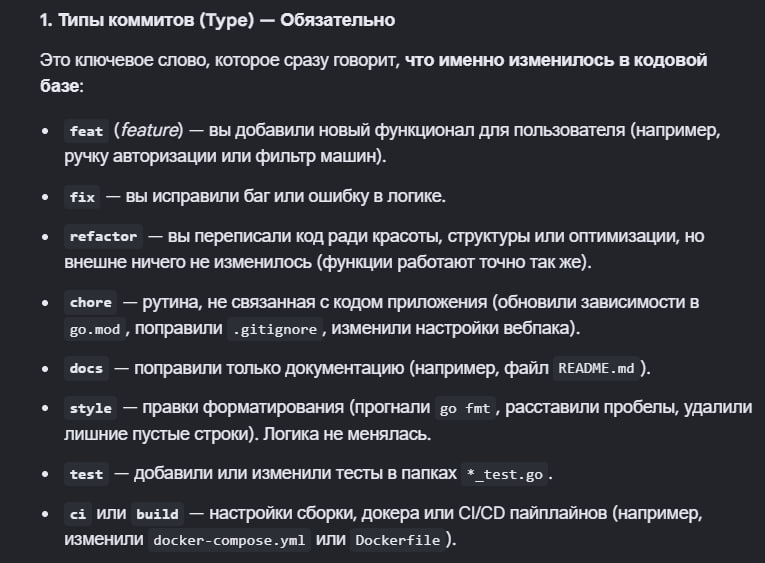 1. Типы коммитов (Type) — Обязательно
Это ключевое слово, которое сразу говорит, что именно изменилось в кодовой
базе:
• feat (feature) — вы добавили новый функционал для пользователя (например,
ручку авторизации или фильтр машин).
• fix — вы исправили баг или ошибку в логике.
• refactor — вы переписали код ради красоты, структуры или оптимизации, но
внешне ничего не изменилось (функции работают точно так же).
• chore — рутина, не связанная с кодом приложения (обновили зависимости в
go.mod, поправили .gitignore, изменили настройки вебпака).
• docs — поправили только документацию (например, файл README.md).
• style — правки форматирования (прогнали go fmt, расставили пробелы, удалили
лишние пустые строки). Логика не менялась.
• test — добавили или изменили тесты в папках *_test.go.
• ci или build — настройки сборки, докера или CI/CD пайплайнов (например,
изменили docker-compose.yml или Dockerfile).